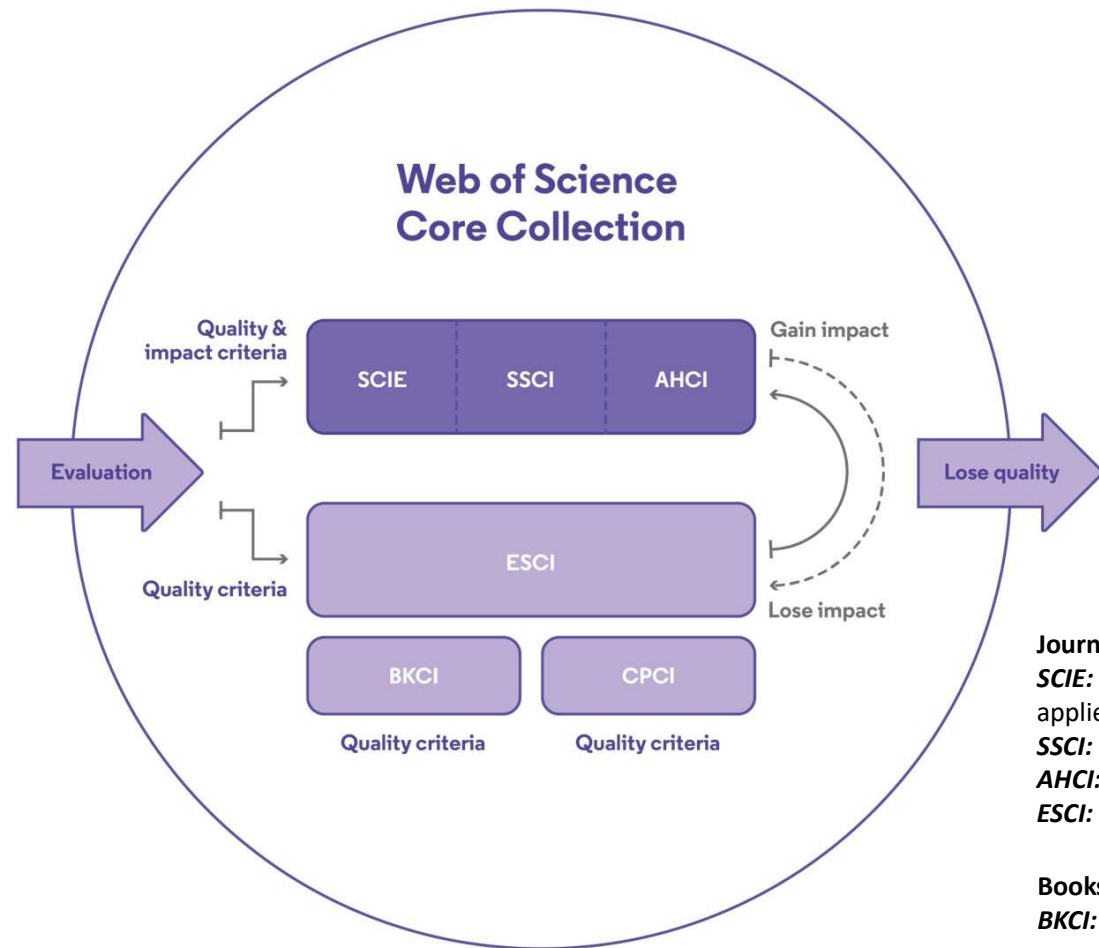 Web of Science
Core Collection
Quality &
impact criteria
SCIE
SSCI
AHCI
Gain impact
Evaluation
Lose quality
ESCI
Quality criteria
Lose impact
BKCI
CPCI
Quality criteria
Quality criteria
Journ
SCIE:
applie
SSCI:
AHCI:
ESCI:
Books
BKCI: